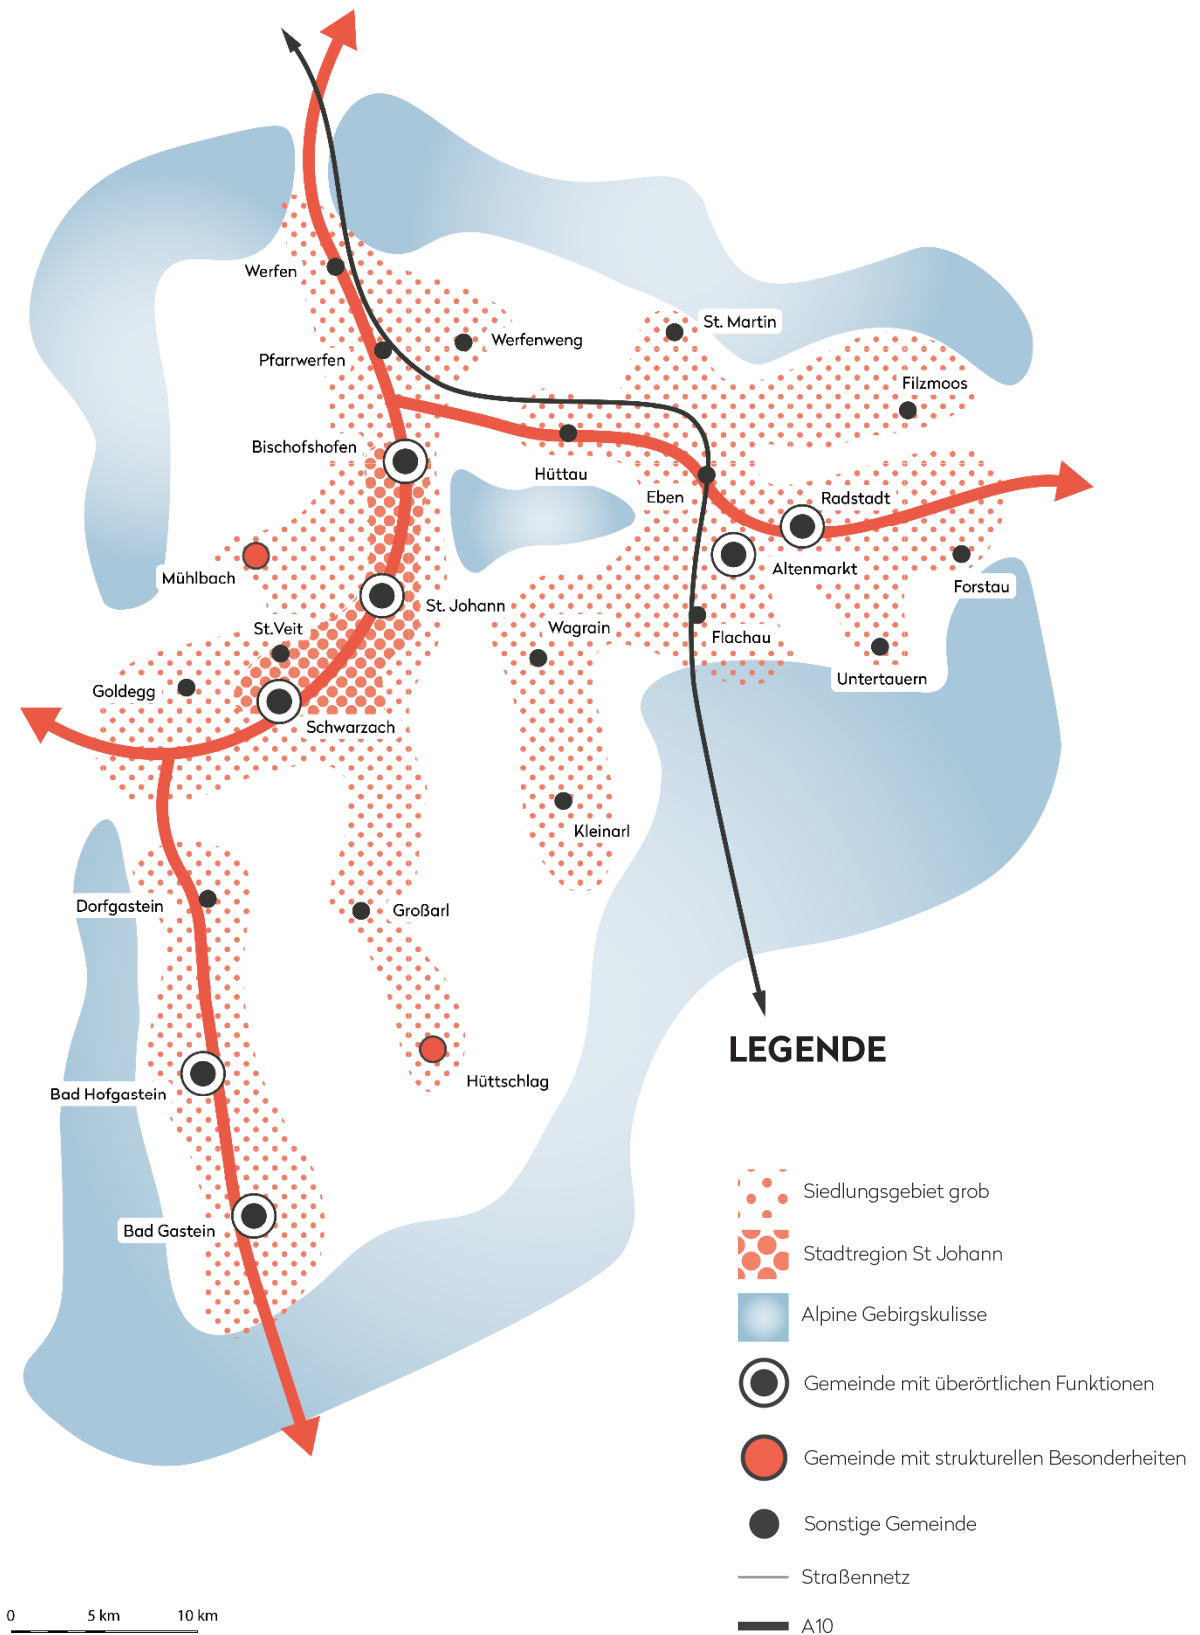 Werfen
Werfenweng
St. Martin
Pfarrwerfen
Filzmoos
Bischofshofen
Hüttau
Eben
Radstadt
Altenmarkt
Forstau
Mühlbach
St. Johann
St.Veit
Wagrain
Flachau
Untertauern
Goldegg
Schwarzach
Kleinarl
Dorfgastein
Großarl
Hüttschlag
Bad Hofgastein
Bad Gastein
LEGENDE
Siedlungsgebiet grob
Stadtregion St Johann
Alpine Gebirgskulisse
Gemeinde mit überörtlichen Funktionen
Gemeinde mit strukturellen Besonderheiten
Sonstige Gemeinde
Straßennetz
A10
0 5 km 10 km